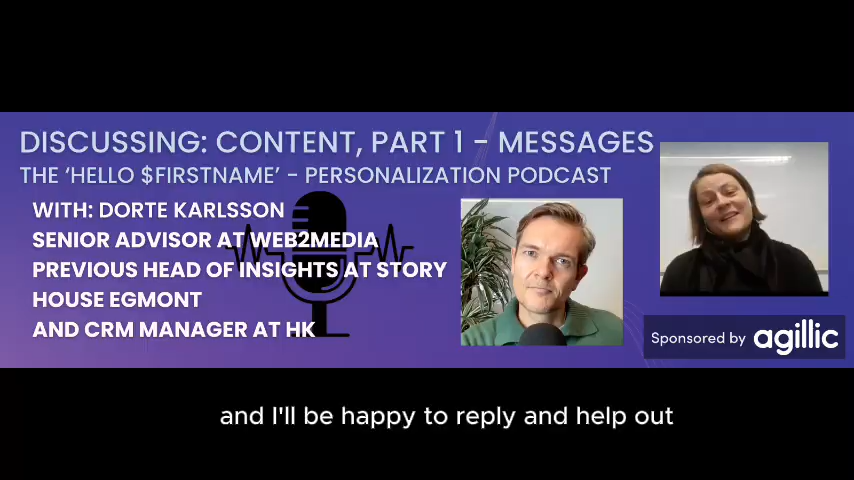 DISCUSSING: CONTENT, PART 1 - MESSAGES
THE ‘HELLO $FIRSTNAME’ - PERSONALIZATION PODCAST
WITH: DORTE KARLSSON
SENIOR ADVISOR AT WEB2MEDIA
PREVIOUS HEAD OF INSIGHTS AT STORY
HOUSE EGMONT
AND CRM MANAGER AT HK
Sponsored by agillic
and I'll be happy to reply and help out